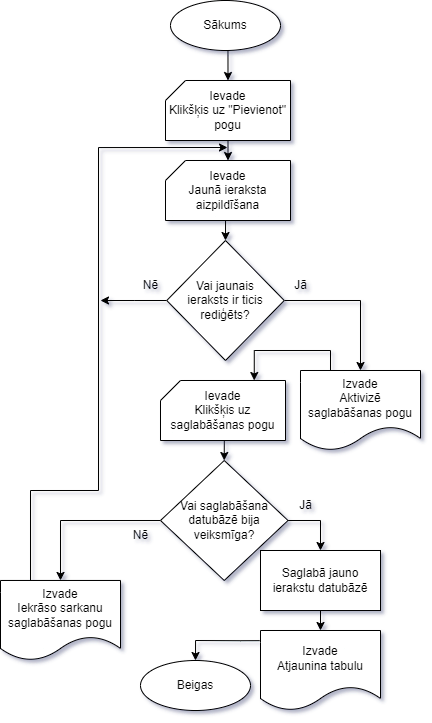 Sākums
Ievade
Klikšķis uz "Pievienot"
pogu
Ievade
Jaunā ieraksta
aizpildīšana
Nē
Vai jaunais
ieraksts ir ticis
rediģēts?
Jā
Izvade
Aktivizē
saglabāšanas pogu
Ievade
Klikšķis uz
saglabāšanas pogu
Vai saglabāšana
datubāzē bija
veiksmīga?
Jā
Nē
Saglabā jauno
ierakstu datubāzē
Izvade
Iekrāso sarkanu
saglabāšanas pogu
Izvade
Atjaunina tabulu
Beigas